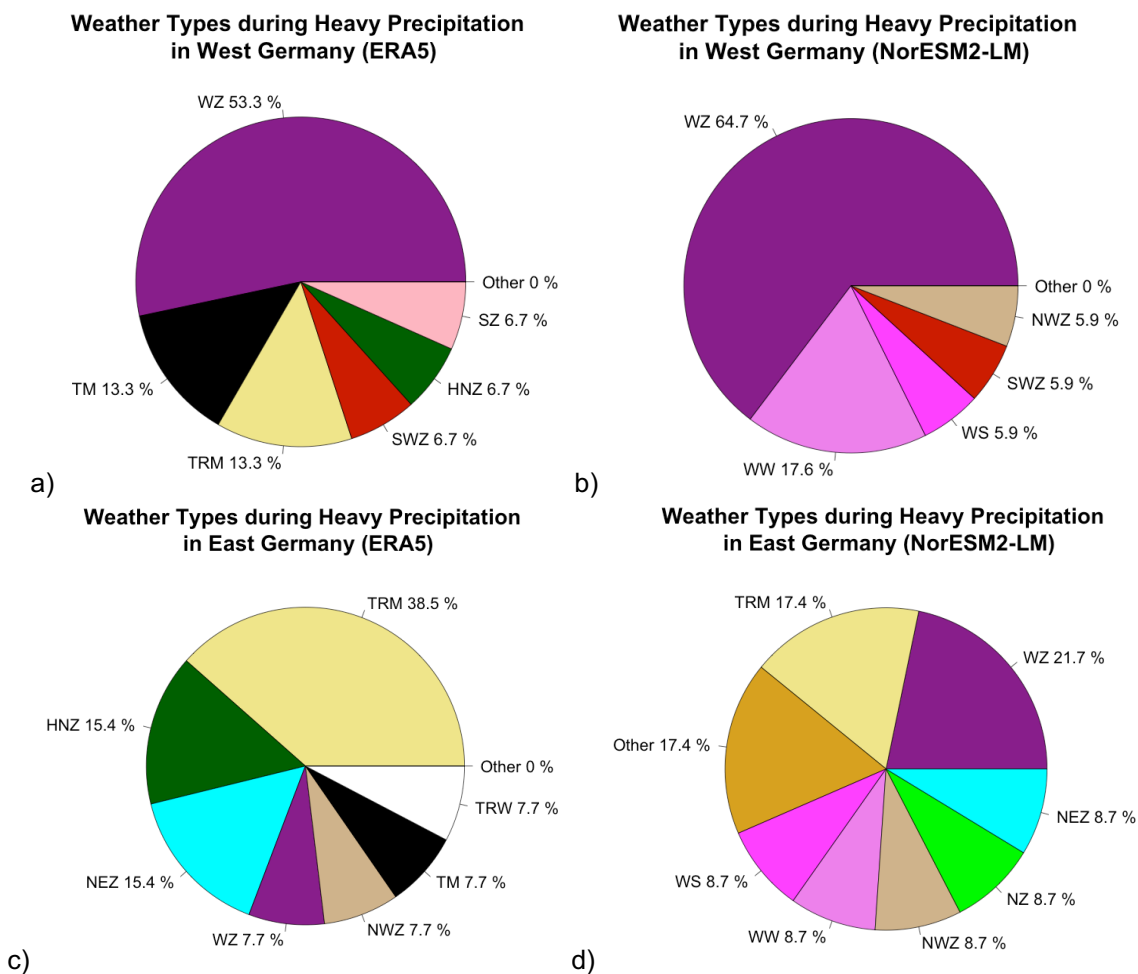 Weather Types during Heavy Precipitation
in West Germany (ERA5)
WZ 53.3 %
Other 0 %
SZ 6.7 %
HNZ 6.7 %
SWZ 6.7 %
TRM 13.3 %
TM 13.3 %
a)
Weather Types during Heavy Precipitation
in West Germany (NorESM2-LM)
WZ 64.7 %
Other 0 %
NWZ 5.9 %
SWZ 5.9 %
WS 5.9 %
WW 17.6 %
b)
Weather Types during Heavy Precipitation
in East Germany (ERA5)
TRM 38.5 %
HNZ 15.4 %
Other 0 %
TRW 7.7 %
TM 7.7 %
NEZ 15.4 %
NWZ 7.7 %
WZ 7.7 %
c)
Weather Types during Heavy Precipitation
in East Germany (NorESM2-LM)
TRM 17.4 %
WZ 21.7 %
Other 17.4 %
NEZ 8.7 %
WS 8.7 %
NZ 8.7 %
WW 8.7 %
NWZ 8.7 %
d)